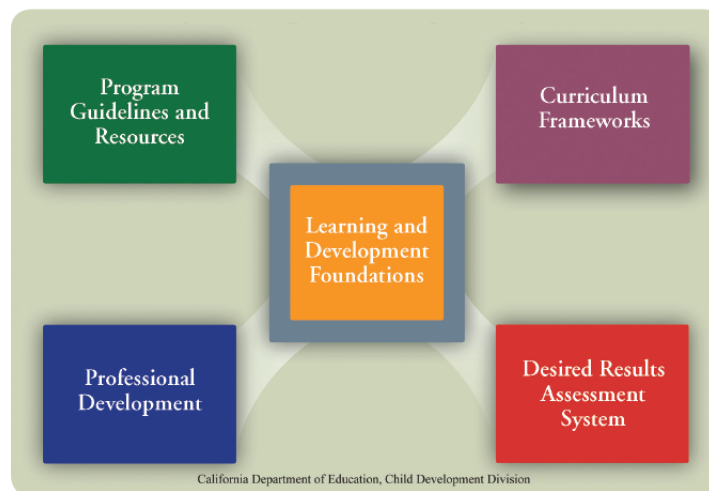 Program
Guidelines and
Resources
Curriculum
Frameworks
Learning and
Development
Foundations
Professional
Development
Desired Results
Assessment
System
California Department of Education, Child Development Division